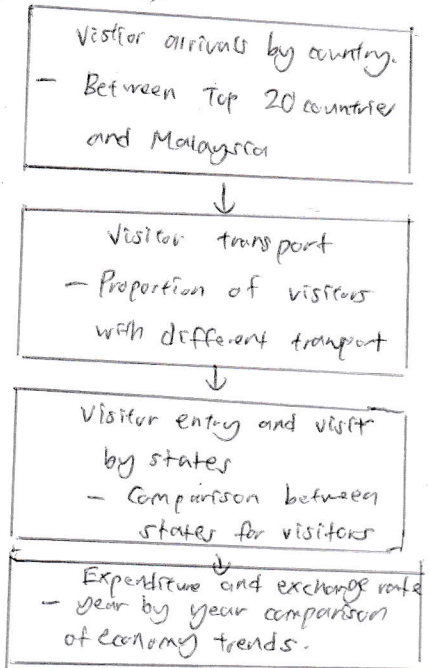 Visitior arrivals by country.
- Between Top 20 countries
and Malaysia
Visitor transport
- Proportion of visitors
with different transport
Visitor entry and visit
by states
- Comparison between
states for visitors
Expenditure and exchange rate
- year by year comparison
of economy trends.